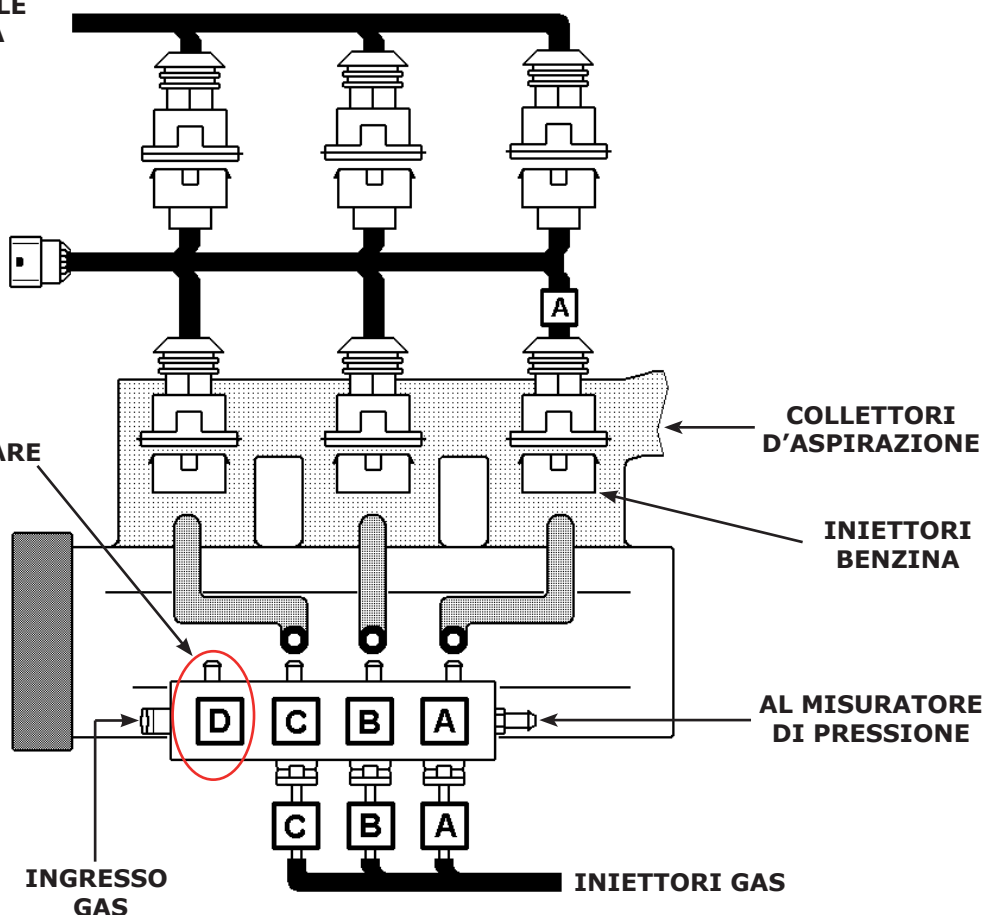 A
COLLETTORI
D'ASPIRAZIONE
INIETTORI
BENZINA
D
C
B
A
AL MISURATORE
DI PRESSIONE
C
B
A
INGRESSO
GAS
INIETTORI GAS